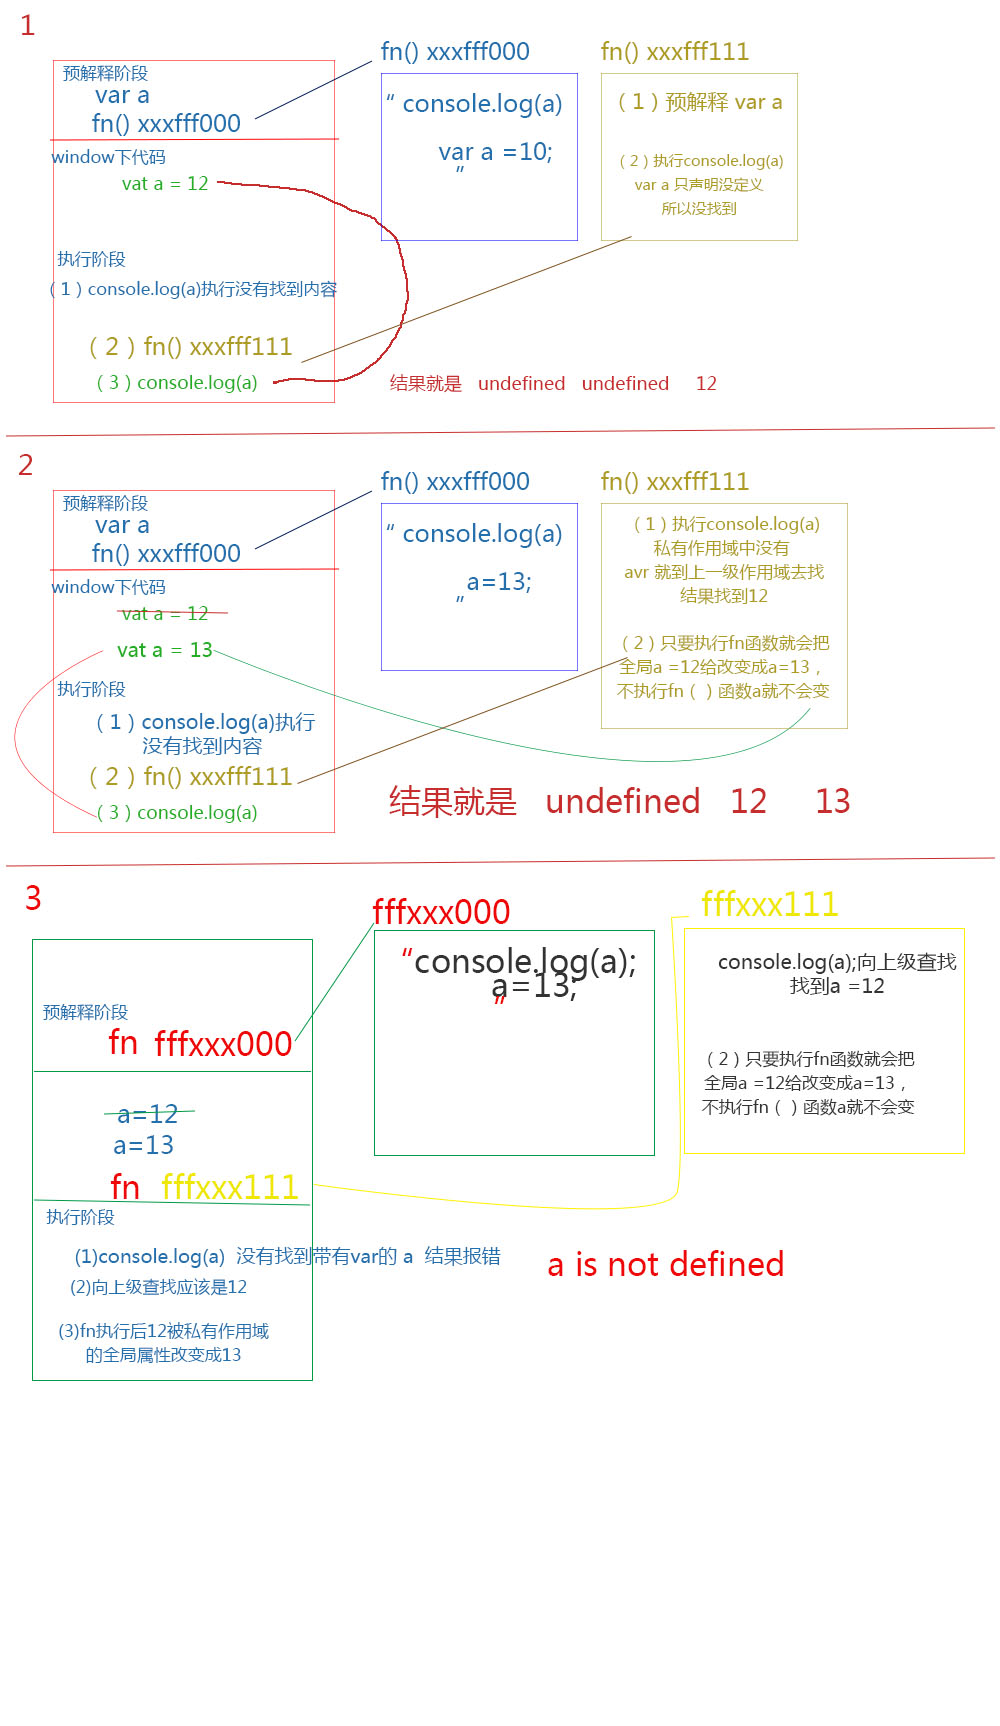 1
预解释阶段
var a
fn() xxxfff000
window下代码
vat a = 12
执行阶段
（1）console.log(a)执行没有找到内容
（2）fn() xxxfff111
（3）console.log(a)
fn() xxxfff000
“ console.log(a)
var a =10;
”
fn() xxxfff111
（1）预解释 var a
（2）执行console.log(a)
var a 只声明没定义
所以没找到
结果就是 undefined undefined 12
2
预解释阶段
var a
fn() xxxfff000
window下代码
vat a = 12
vat a = 13
执行阶段
（1）console.log(a)执行
没有找到内容
（2）fn() xxxfff111
（3）console.log(a)
fn() xxxfff000
“ console.log(a)
a=13;
”
fn() xxxfff111
（1）执行console.log(a)
私有作用域中没有
avr 就到上一级作用域去找
结果找到12
（2）只要执行fn函数就会把
全局a =12给改变成a=13，
不执行fn（）函数a就不会变
结果就是 undefined 12 13
3
预解释阶段
fn fffxxx000
a=12
a=13
fn fffxxx111
执行阶段
(1)console.log(a) 没有找到带有var的 a 结果报错
(2)向上级查找应该是12
(3)fn执行后12被私有作用域
的全局属性改变成13
fffxxx000
“console.log(a);
a=13;
”
fffxxx111
console.log(a);向上级查找
找到a =12
（2）只要执行fn函数就会把
全局a =12给改变成a=13，
不执行fn（）函数a就不会变
a is not defined